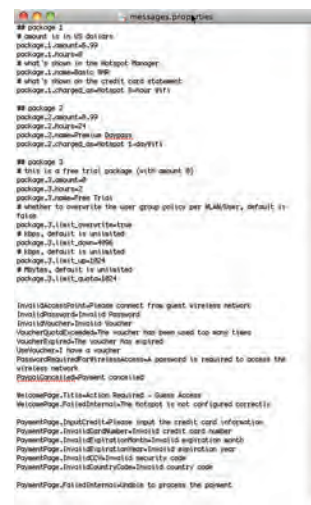 messages.properties
## package 1
# amount is in US dollars
package.1.amount=6.99
package.1.hours=8
# what's shown in the Hotspot Manager
package.1.name=Basic 8HR
# what's shown on the credit card statement
package.1.charged_as=Hotspot 8-hour Wifi
## package 2
package.2.amount=8.99
package.2.hours=24
package.2.name=Premium Daypass
package.2.charged_as=Hotspot 1-dayWifi
## package 3
# this is a free trial package (with amount 0)
package.3.amount=0
package.3.hours=2
package.3.name=Free Trial
# whether to overwrite the user group policy per WLAN/User, default is
false
package.3.limit_overwrite=true
# kbps, default is unlimited
package.3.limit_down=4096
# kbps, default is unlimited
package.3.limit_up=1024
# MBytes, default is unlimited
package.3.limit_quota=1024
InvalidAccessPoint=Please connect from guest wireless network
InvalidPassword=Invalid Password
InvalidVoucher=Invalid Voucher
VoucherQuotaExceeded=The voucher has been used too many times
VoucherExpired=The voucher has expired
UseVoucher=I have a voucher
PasswordRequiredForWirelessAccess=A password is required to access the
wireless network
PaypalCancelled=Payment cancelled
WelcomePage.Title=Action Required - Guess Access
WelcomePage.FailedInternal=The hotspot is not configured correctly
PaymentPage.InputCredit=Please input the credit card information
PaymentPage.InvalidCardNumber=Invalid credit card number
PaymentPage.InvalidExpirationMonth=Invalid expiration month
PaymentPage.InvalidExpirationYear=Invalid expiration year
PaymentPage.InvalidCCV=Invalid security code
PaymentPage.InvalidCountryCode=Invalid country code
PaymentPage.FailedInternal=Unable to process the payment